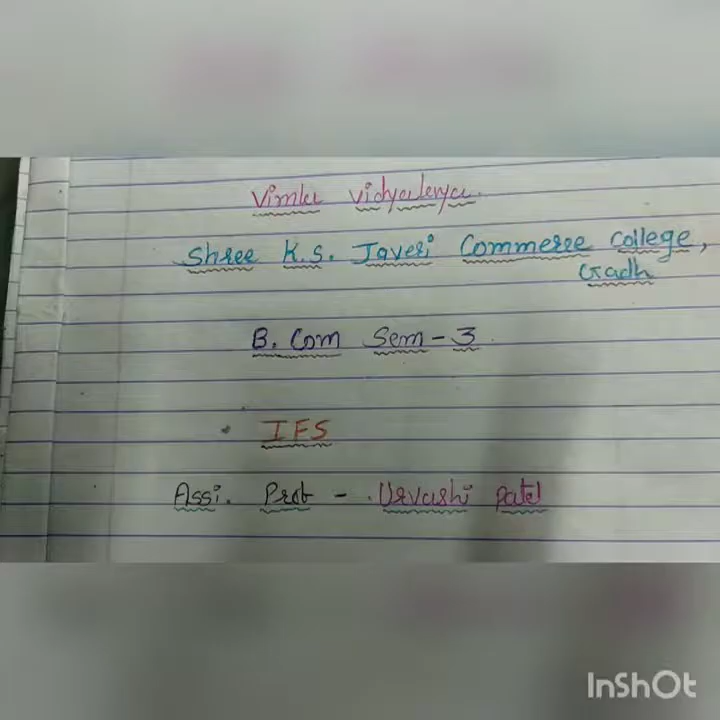 Vimla Vidyalaya.
Shree K.S. Javeri Commerce College,
Gadh
B. Com Sem - 3
IFS
Assi. Prof - Urvashi Patel
InShOt